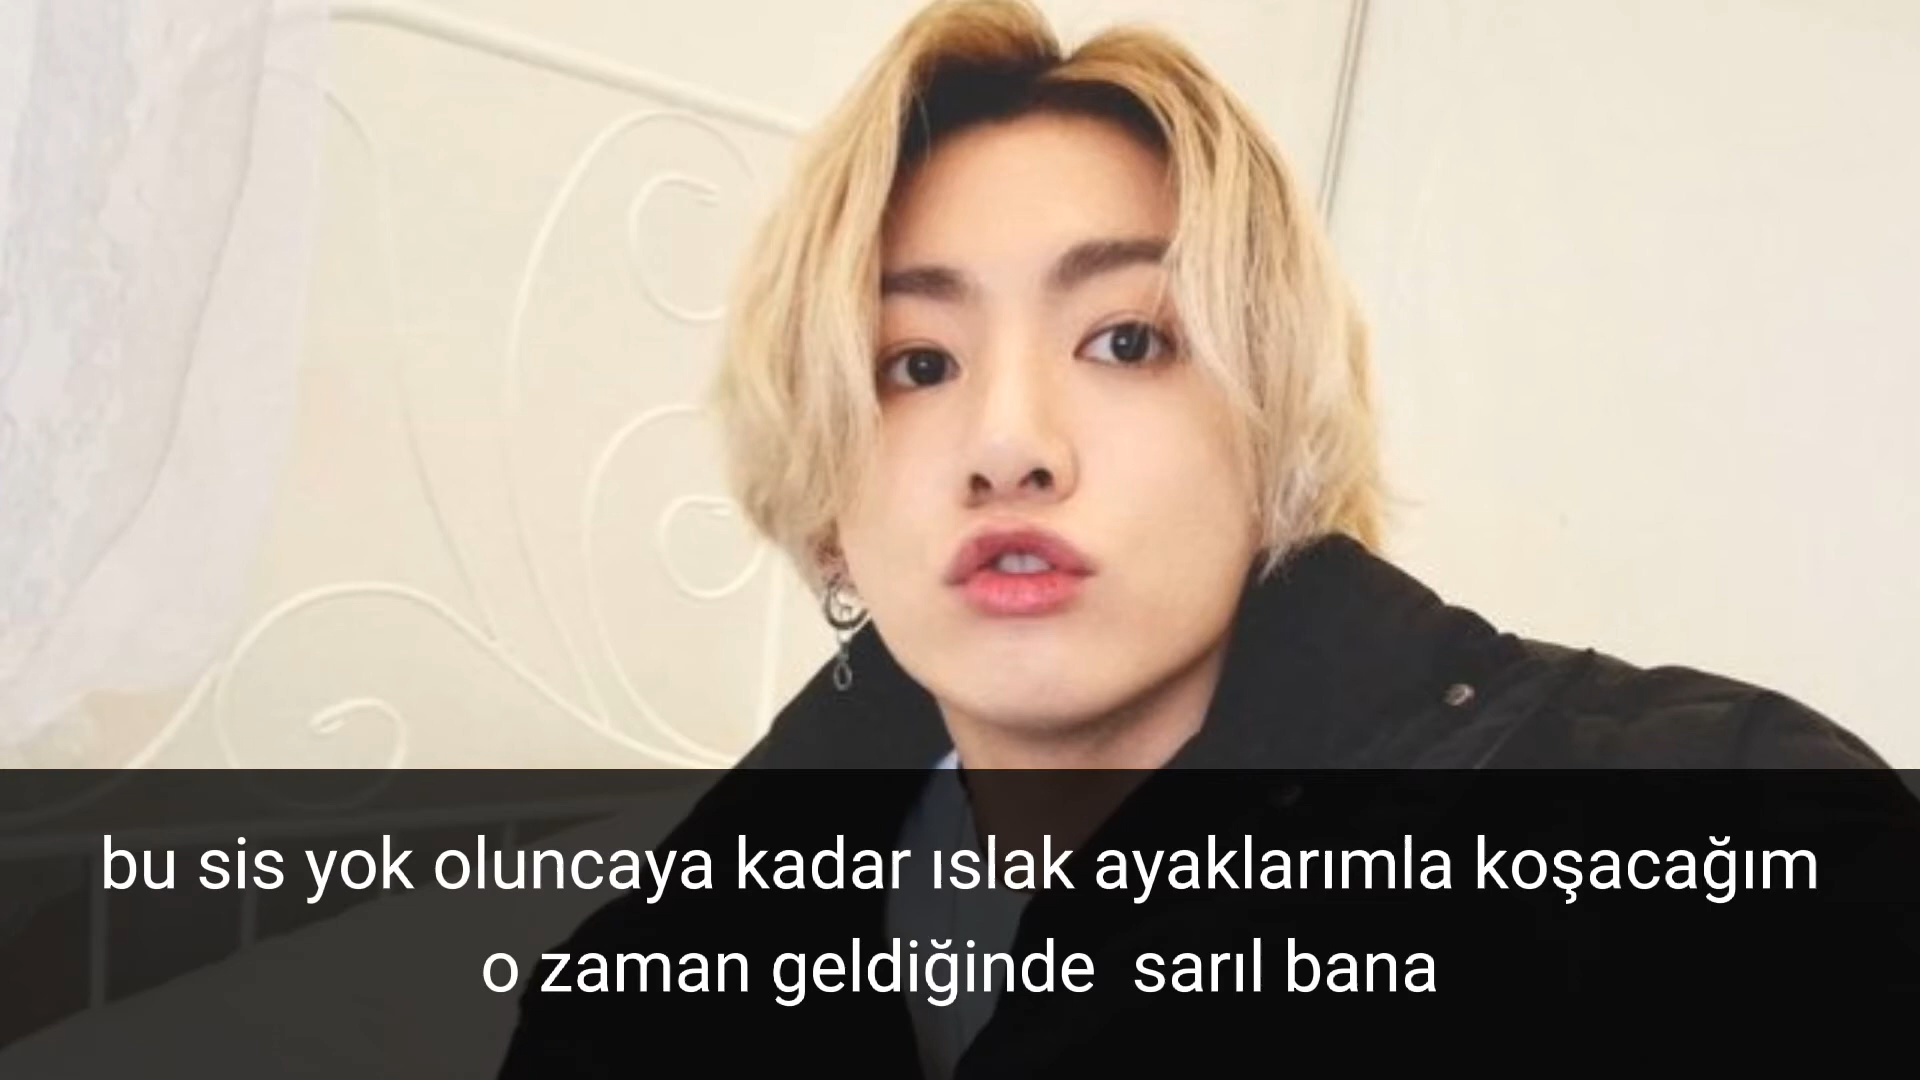 bu sis yok oluncaya kadar ıslak ayaklarımla koşacağım
o zaman geldiğinde  sarıl bana